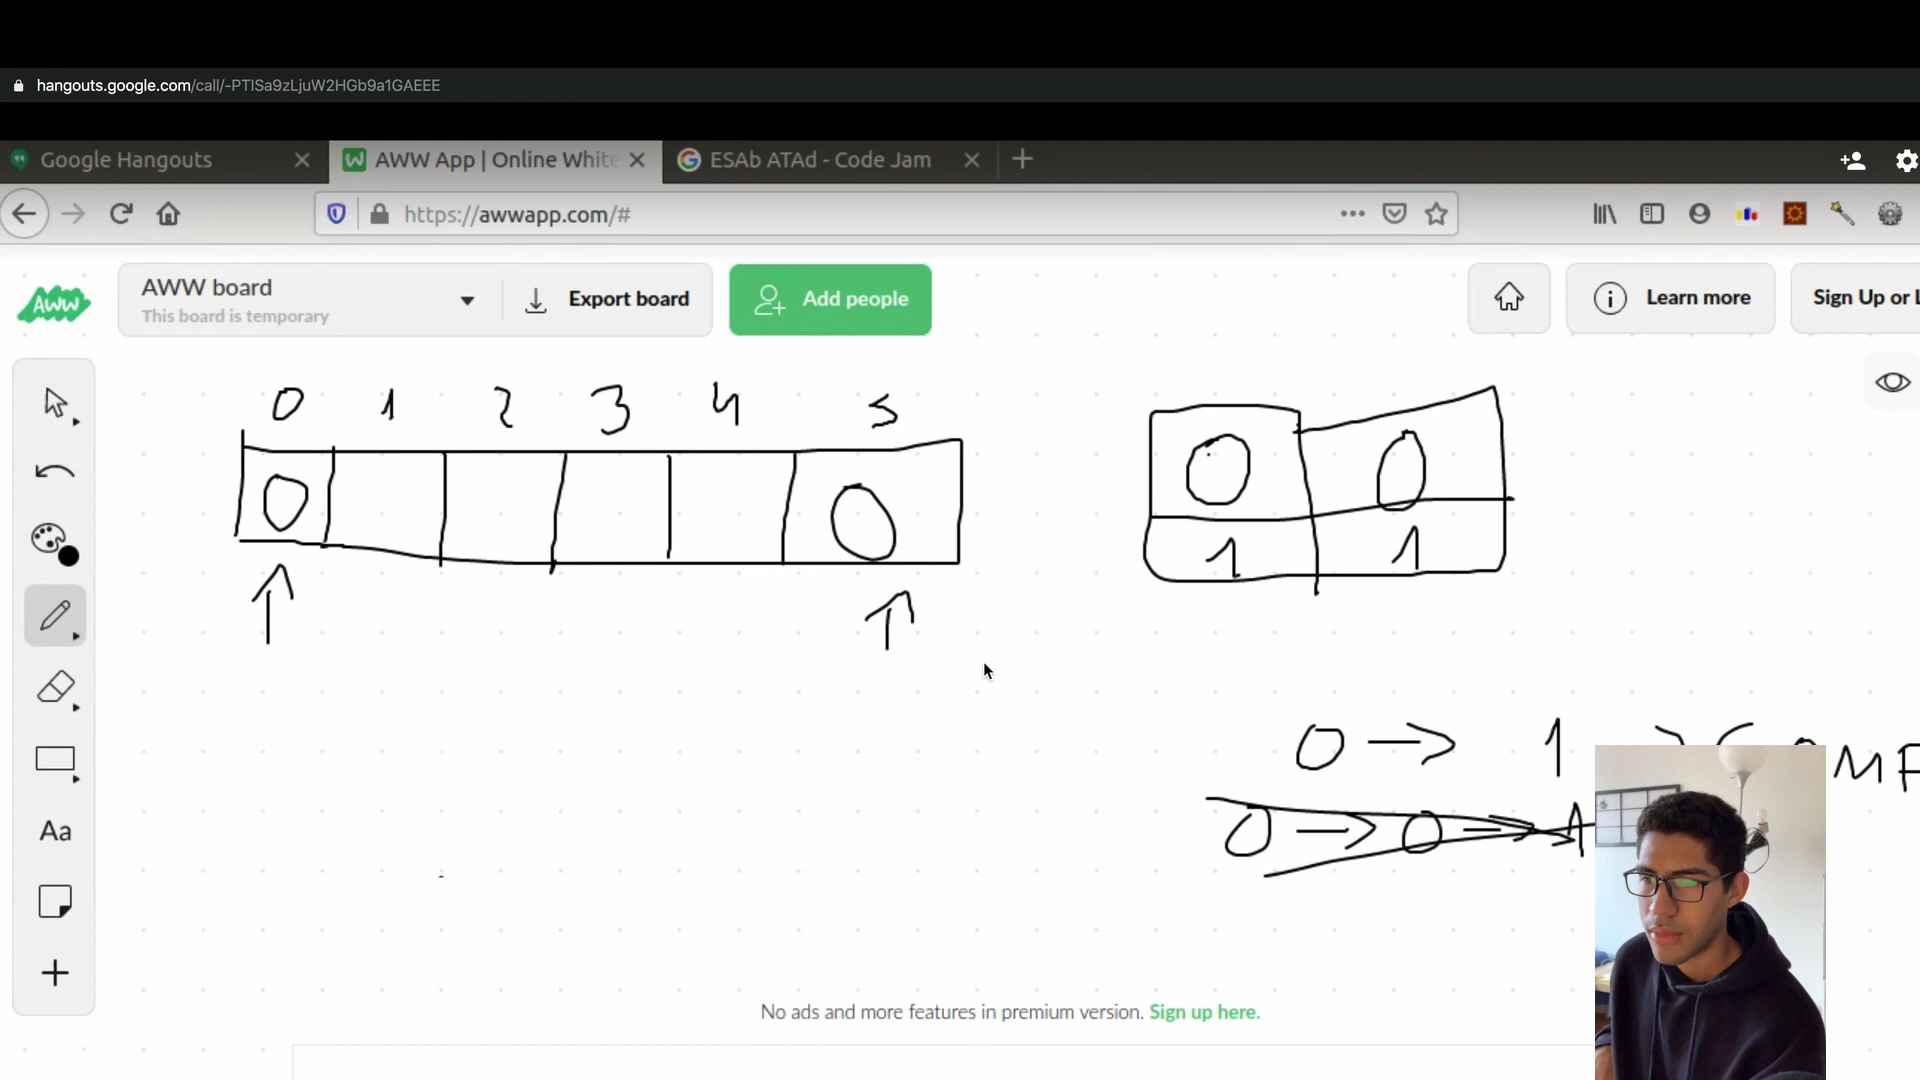 hangouts.google.com/call/-PTISa9zLjuW2HGb9a1GAEEE
Google Hangouts
AWW App | Online White
ESAb ATAd - Code Jam
https://awwapp.com/#
AWW
AWW board
This board is temporary
Export board
Add people
Learn more
Sign Up or L
0 1 2 3 4 5
0 0
0 0
1 1
0 → 1
0 → 0 → 1
Aa
No ads and more features in premium version. Sign up here.